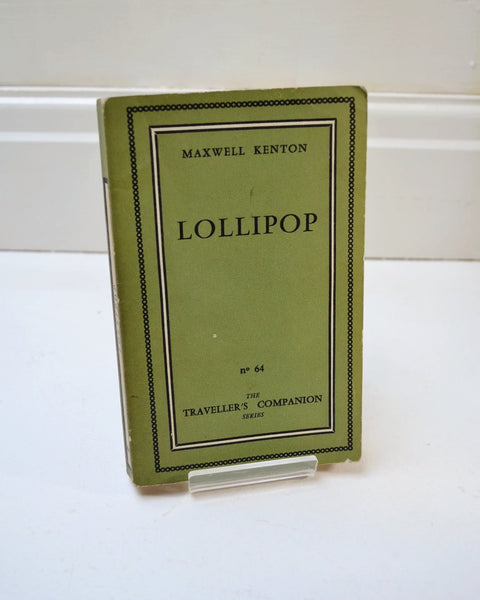 MAXWELL KENTON
LOLLIPOP
nº 64
THE
TRAVELLER'S COMPANION
SERIES